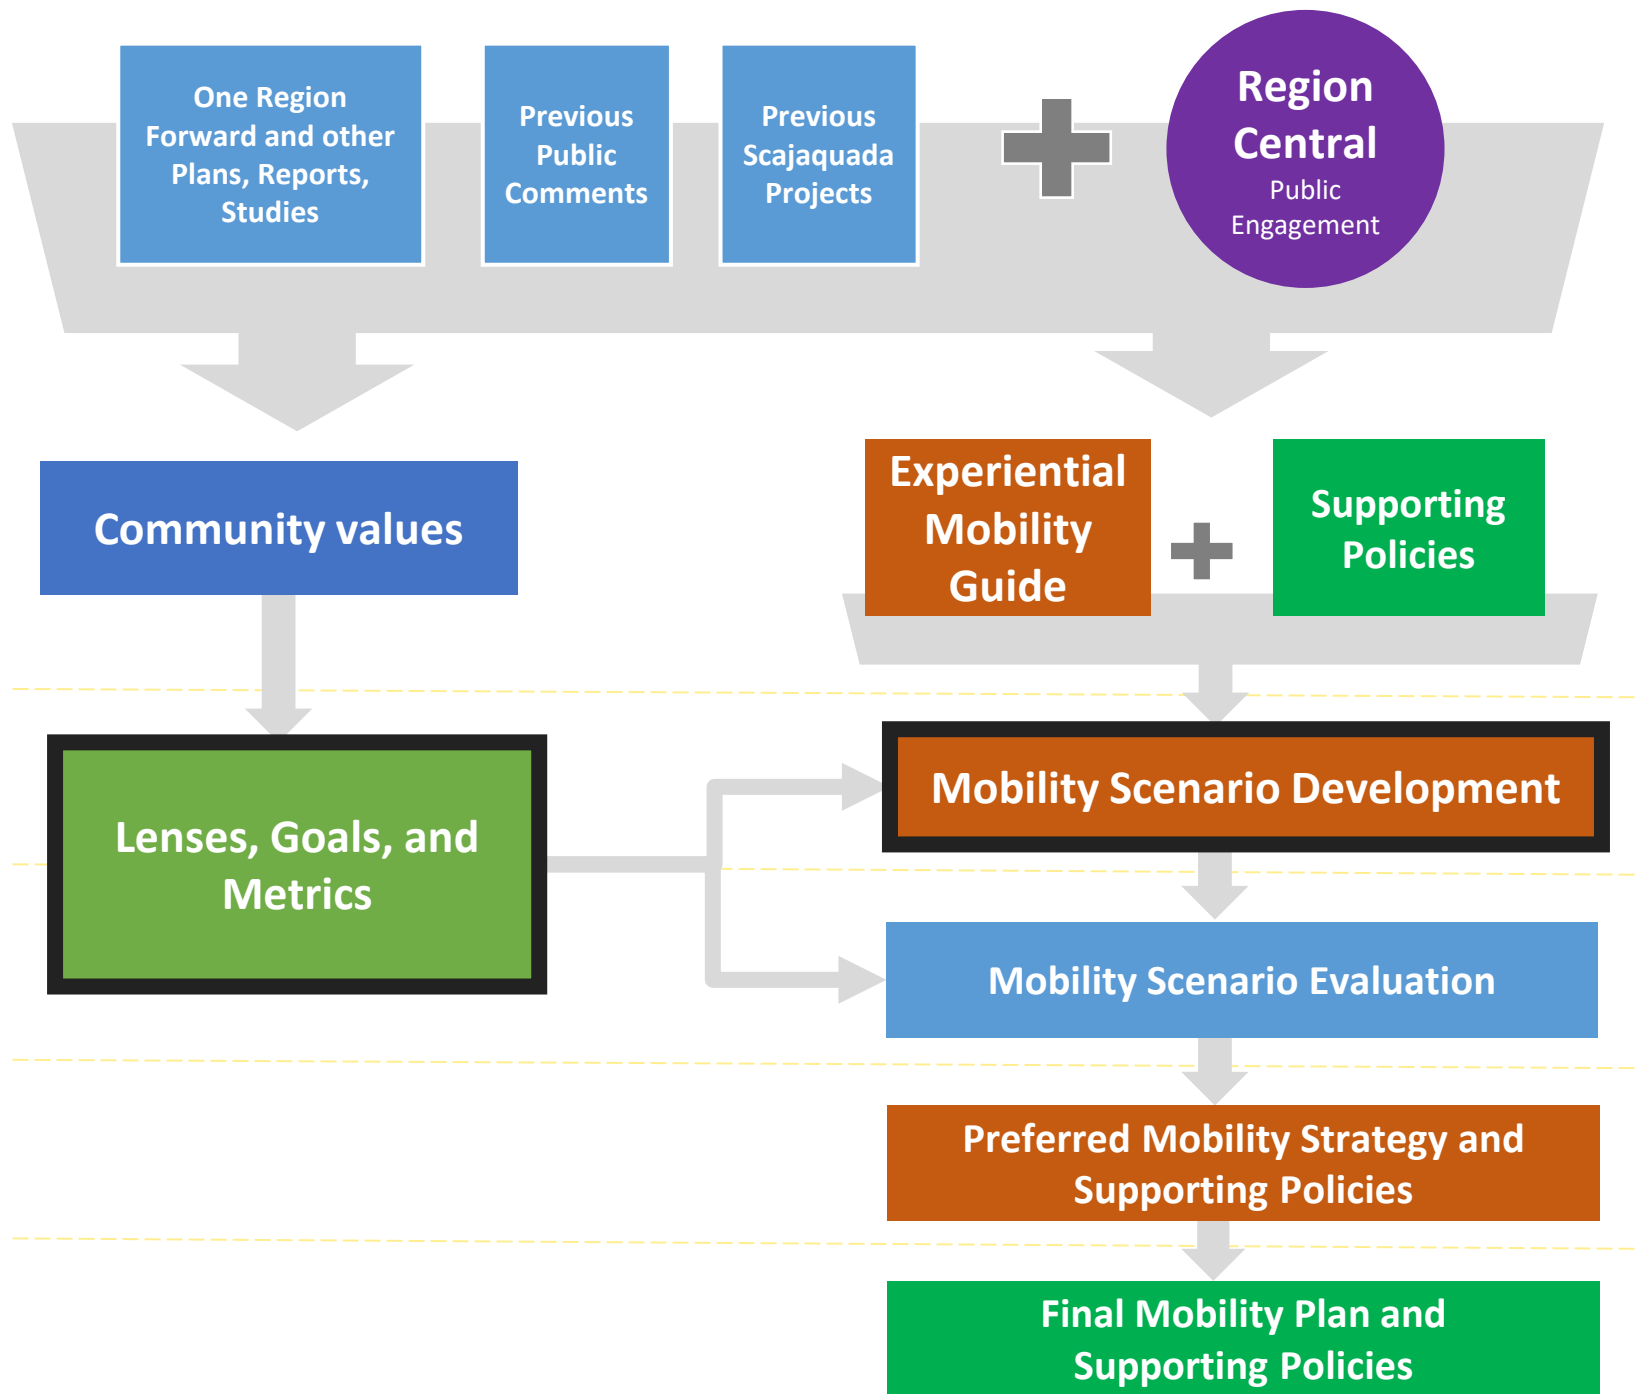 One Region
Forward and other
Plans, Reports,
Studies
Previous
Public
Comments
Previous
Scajaquada
Projects
Region
Central
Public
Engagement
Community values
Experiential
Mobility
Guide
Supporting
Policies
Lenses, Goals, and
Metrics
Mobility Scenario Development
Mobility Scenario Evaluation
Preferred Mobility Strategy and
Supporting Policies
Final Mobility Plan and
Supporting Policies